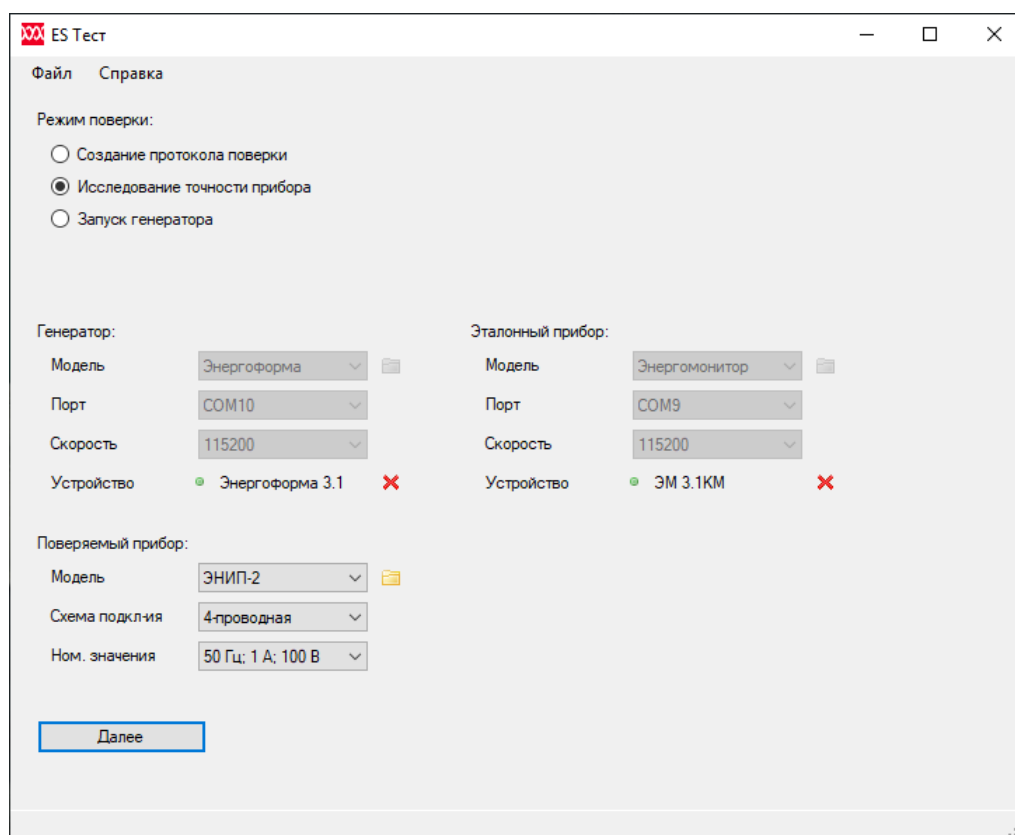 ES Тест
Файл Справка
Режим поверки:
Создание протокола поверки
Исследование точности прибора
Запуск генератора
Генератор:
Модель Энергоформа
Порт COM10
Скорость 115200
Устройство Энергоформа 3.1
Эталонный прибор:
Модель Энергомонитор
Порт COM9
Скорость 115200
Устройство ЭМ 3.1КМ
Поверяемый прибор:
Модель ЭНИП-2
Схема подкл-ия 4-проводная
Ном. значения 50 Гц; 1 А; 100 В
Далее